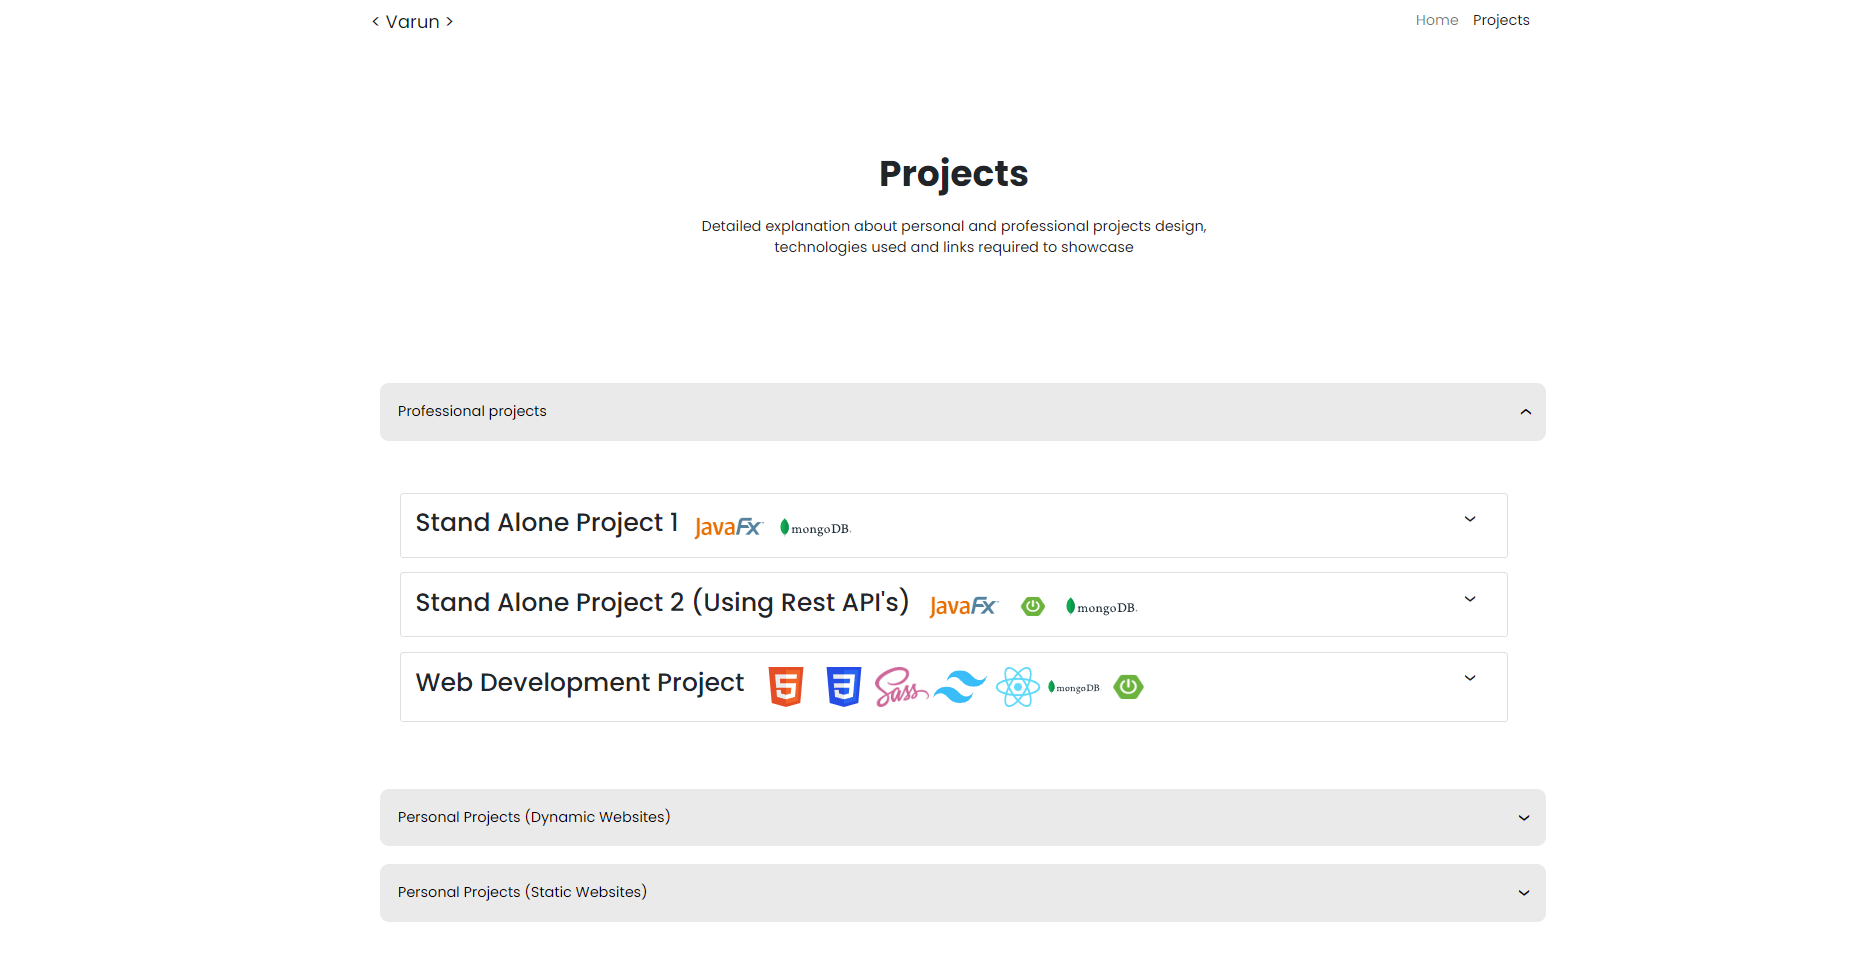 < Varun >
Home Projects
Projects
Detailed explanation about personal and professional projects design,
technologies used and links required to showcase
Professional projects
Stand Alone Project 1 JavaFx mongoDB.
Stand Alone Project 2 (Using Rest API's) JavaFx mongoDB.
Web Development Project 5 3 Sass mongoDB
Personal Projects (Dynamic Websites)
Personal Projects (Static Websites)